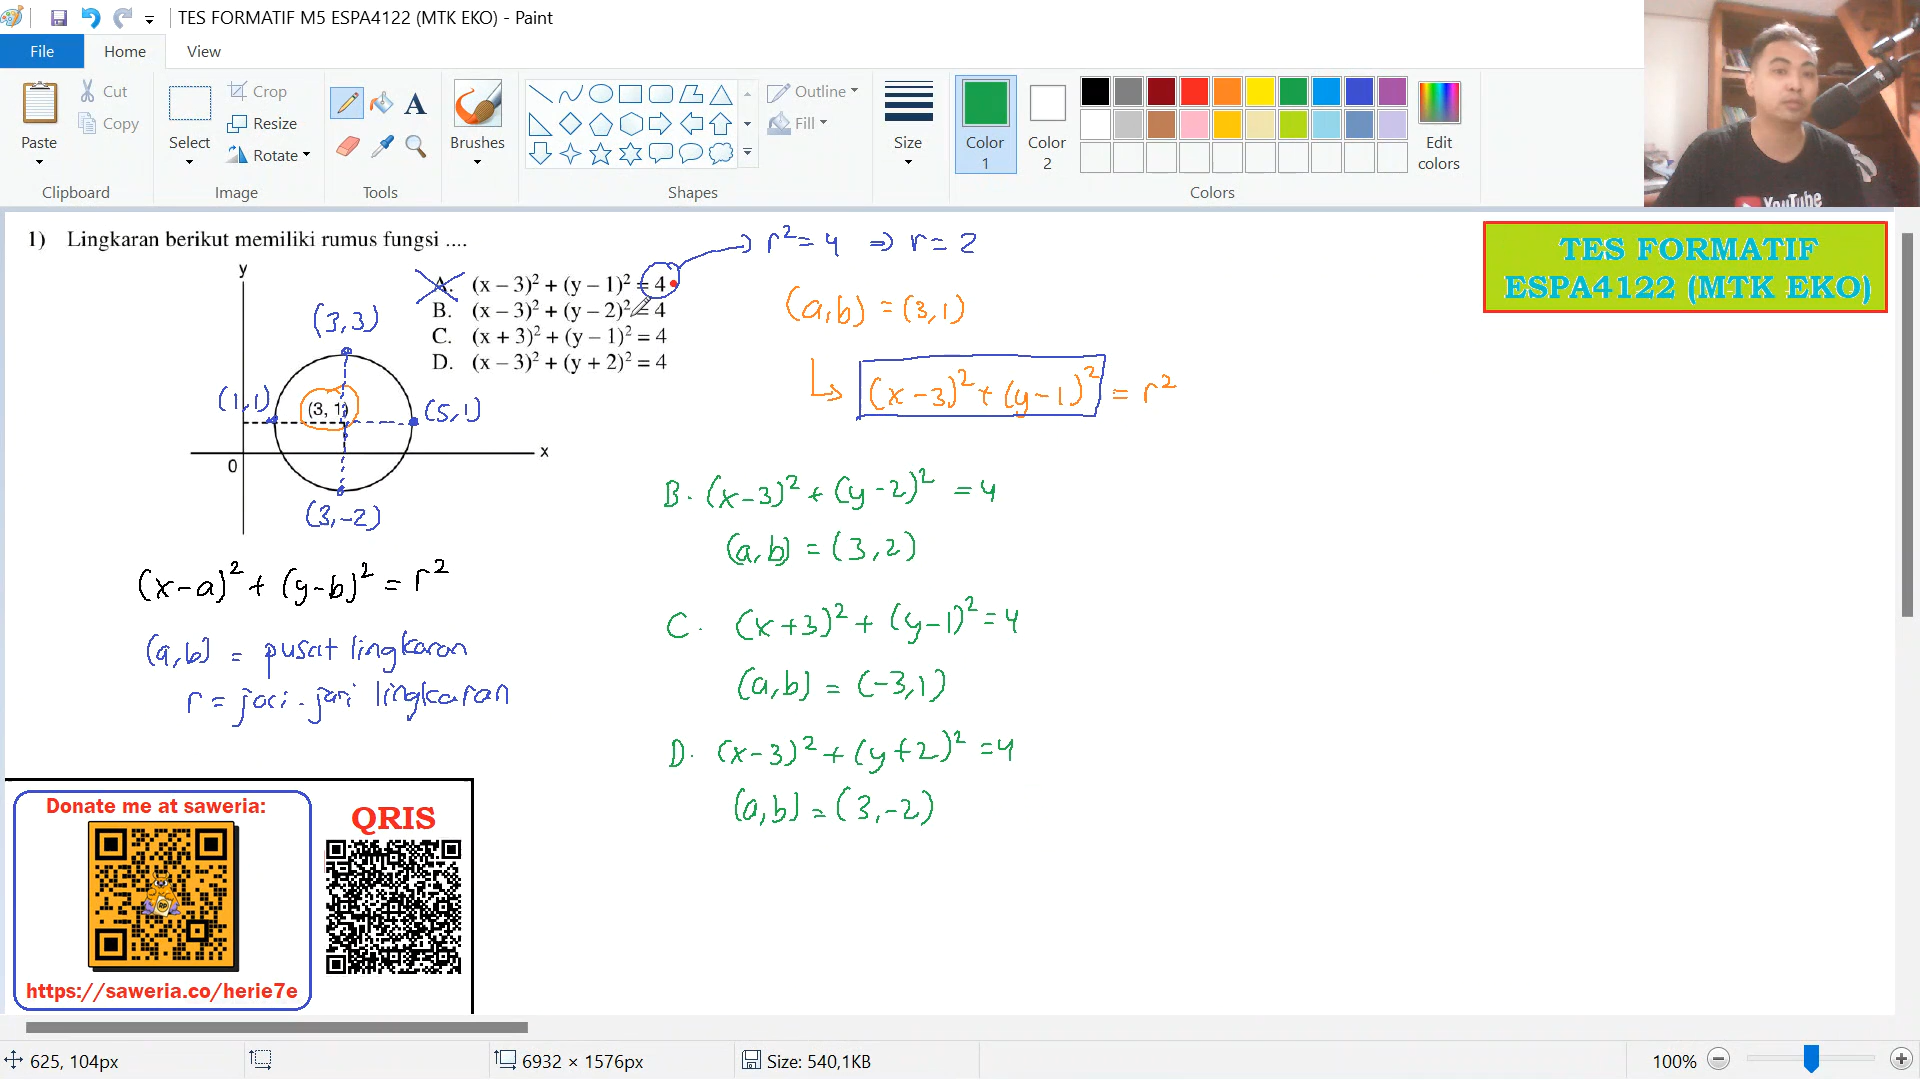 TES FORMATIF M5 ESPA4122 (MTK EKO) - Paint
File Home View
Paste
Cut
Copy
Clipboard
Select
Crop
Resize
Rotate
Image
A
Tools
Brushes
Outline
Fill
Shapes
Size
Color 1
Color 2
Edit colors
Colors
YouTube
TES FORMATIF
ESPA4122 (MTK EKO)
1) Lingkaran berikut memiliki rumus fungsi ....
A. (x – 3)² + (y – 1)² = 4
B. (x – 3)² + (y – 2)² = 4
C. (x + 3)² + (y – 1)² = 4
D. (x – 3)² + (y + 2)² = 4
y
(3,3)
(1,1)
(3, 1)
(5,1)
0
x
(3,-2)
(x-a)² + (y-b)² = r²
(a,b) = pusat lingkaran
r = jari-jari lingkaran
→ r² = 4 ⇒ r = 2
(a,b) = (3,1)
↳ (x-3)² + (y-1)² = r²
B. (x-3)² + (y-2)² = 4
(a,b) = (3,2)
C. (x+3)² + (y-1)² = 4
(a,b) = (-3,1)
D. (x-3)² + (y+2)² = 4
(a,b) = (3,-2)
Donate me at saweria:
RP
https://saweria.co/herie7e
QRIS
625, 104px
6932 × 1576px
Size: 540,1KB
100%